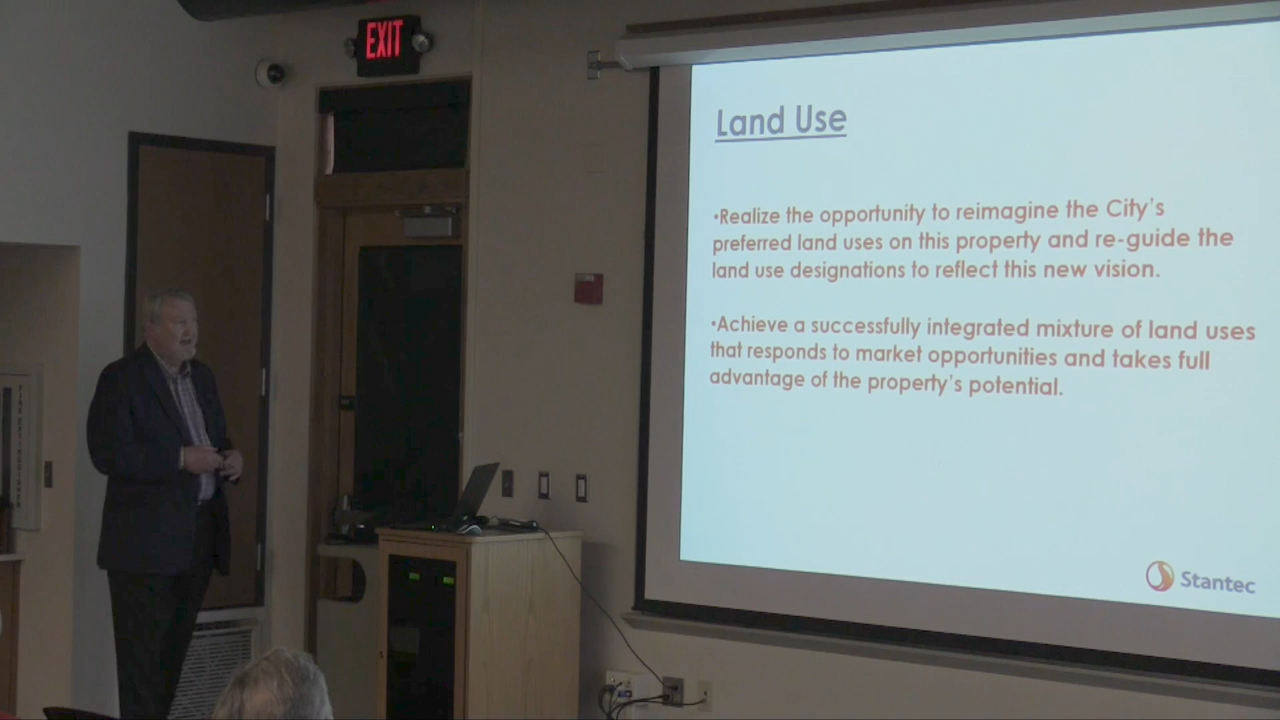 EXIT
Land Use
•Realize the opportunity to reimagine the City's
preferred land uses on this property and re-guide the
land use designations to reflect this new vision.
•Achieve a successfully integrated mixture of land uses
that responds to market opportunities and takes full
advantage of the property's potential.
Stantec